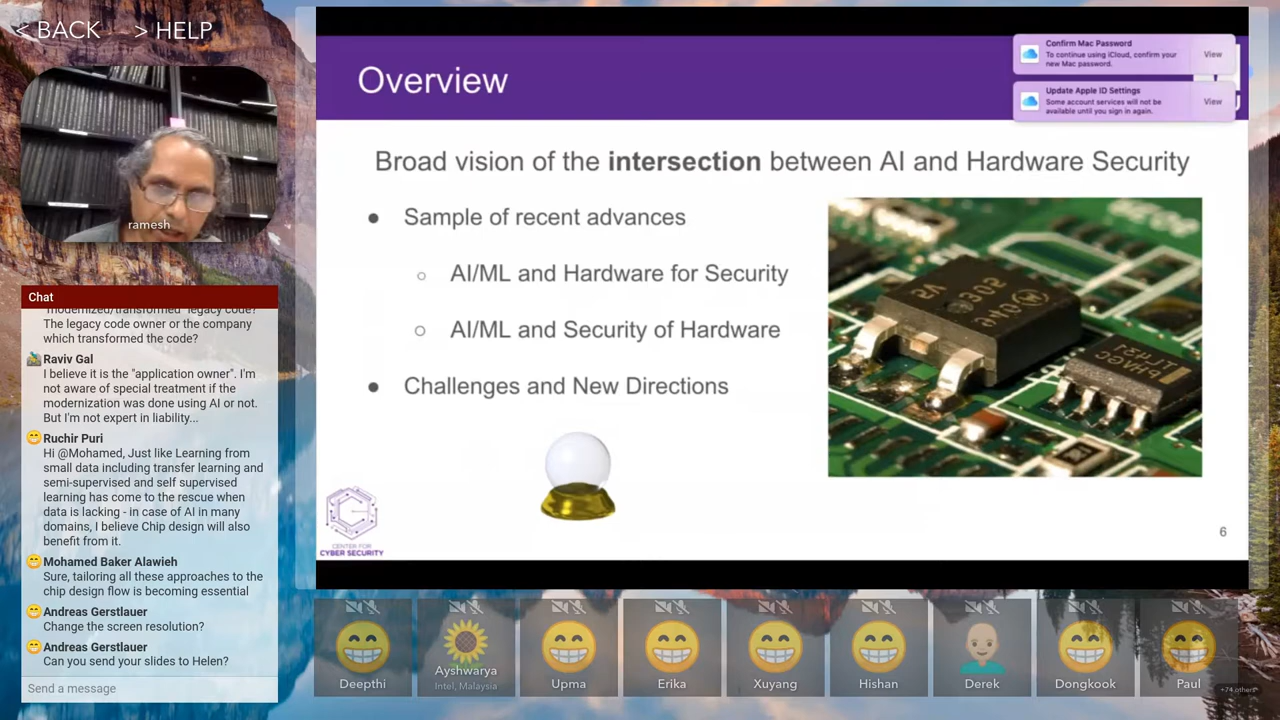 < BACK
> HELP
ramesh
Chat
"modernized/transformed" legacy code?
The legacy code owner or the company
which transformed the code?
Raviv Gal
I believe it is the "application owner". I'm
not aware of special treatment if the
modernization was done using AI or not.
But I'm not expert in liability...
Ruchir Puri
Hi @Mohamed, Just like Learning from
small data including transfer learning and
semi-supervised and self supervised
learning has come to the rescue when
data is lacking - in case of AI in many
domains, I believe Chip design will also
benefit from it.
Mohamed Baker Alawieh
Sure, tailoring all these approaches to the
chip design flow is becoming essential
Andreas Gerstlauer
Change the screen resolution?
Andreas Gerstlauer
Can you send your slides to Helen?
Send a message
Overview
Confirm Mac Password
To continue using iCloud, confirm your
new Mac password.
View
Update Apple ID Settings
Some account services will not be
available until you sign in again.
View
Broad vision of the intersection between AI and Hardware Security
● Sample of recent advances
○ AI/ML and Hardware for Security
○ AI/ML and Security of Hardware
● Challenges and New Directions
CENTER FOR
CYBER SECURITY
6
Deepthi
Ayshwarya
Intel, Malaysia
Upma
Erika
Xuyang
Hishan
Derek
Dongkook
Paul
+74 others